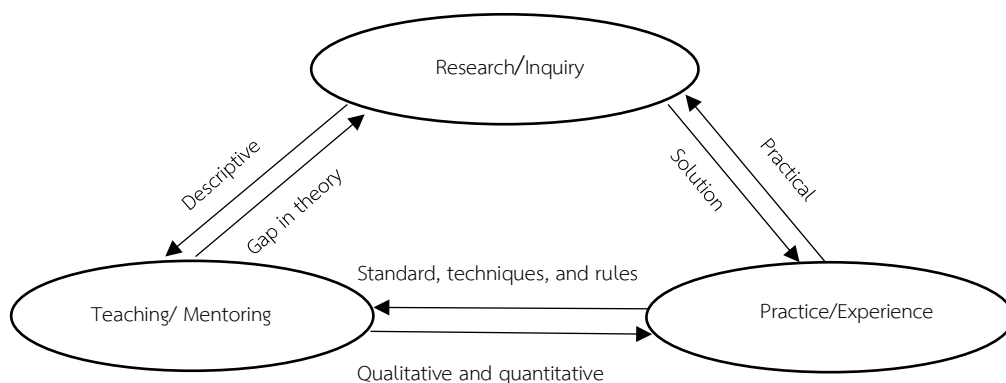 Research/Inquiry
Descriptive
Gap in theory
Solution
Practical
Standard, techniques, and rules
Teaching/ Mentoring
Practice/Experience
Qualitative and quantitative